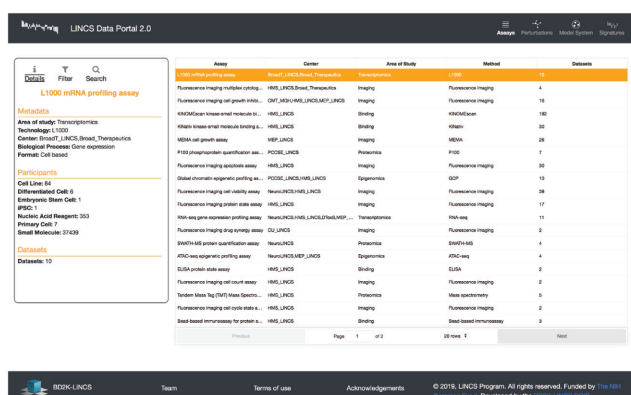 LINCS Data Portal 2.0
Assays Perturbations Model System Signatures
Details Filter Search
L1000 mRNA profiling assay
Metadata
Area of study: Transcriptomics
Technology: L1000
Center: BroadT_LINCS,Broad_Therapeutics
Biological Process: Gene expression
Format: Cell based
Participants
Cell Line: 84
Differentiated Cell: 6
Embryonic Stem Cell: 1
iPSC: 1
Nucleic Acid Reagent: 353
Primary Cell: 7
Small Molecule: 37439
Datasets
Datasets: 10
Assay Center Area of Study Method Datasets
L1000 mRNA profiling assay BroadT_LINCS,Broad_Therapeutics Transcriptomics L1000 10
Fluorescence imaging multiplex cytolog... HMS_LINCS,Broad_Therapeutics Imaging Fluorescence imaging 4
Fluorescence imaging cell growth inhibi... CMT_MGH,HMS_LINCS,MEP_LINCS Imaging Fluorescence imaging 16
KINOMEscan kinase-small molecule bi... HMS_LINCS Binding KINOMEscan 182
KiNativ kinase-small molecule binding a... HMS_LINCS Binding KiNativ 30
MEMA cell growth assay MEP_LINCS Imaging MEMA 26
P100 phosphoprotein quantification ass... PCCSE_LINCS Proteomics P100 7
Fluorescence imaging apoptosis assay HMS_LINCS Imaging Fluorescence imaging 30
Global chromatin epigenetic profiling as... PCCSE_LINCS Epigenomics GCP 10
Fluorescence imaging cell viability assay NeuroLINCS,HMS_LINCS Imaging Fluorescence imaging 38
Fluorescence imaging protein state assay HMS_LINCS Imaging Fluorescence imaging 17
RNA-seq gene expression profiling assay NeuroLINCS,HMS_LINCS,DToxS,MEP_... Transcriptomics RNA-seq 11
Fluorescence imaging drug synergy assay CU_LINCS Imaging Fluorescence imaging 2
SWATH-MS protein quantification assay NeuroLINCS Proteomics SWATH-MS 4
ATAC-seq epigenetic profiling assay NeuroLINCS,MEP_LINCS Epigenomics ATAC-seq 4
ELISA protein state assay HMS_LINCS Binding ELISA 2
Fluorescence imaging cell count assay HMS_LINCS Imaging Fluorescence imaging 2
Tandem Mass Tag (TMT) Mass Spectro... HMS_LINCS Proteomics Mass spectrometry 5
Fluorescence imaging cell cycle state a... HMS_LINCS Imaging Fluorescence imaging 2
Bead-based immunoassay for protein s... HMS_LINCS Binding Bead-based immunoassay 3
Previous Page 1 of 2 20 rows Next
BD2K-LINCS Team Terms of use Acknowledgements © 2019, LINCS Program. All rights reserved. Funded by The NIH